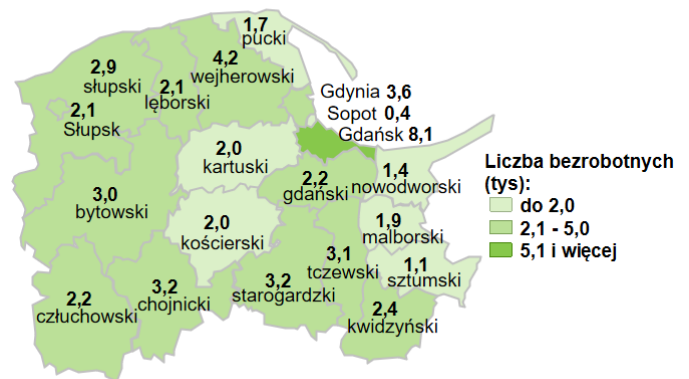 1,7
pucki
2,9
słupski
2,1
lęborski
4,2
wejherowski
2,1
Słupsk
Gdynia 3,6
Sopot 0,4
Gdańsk 8,1
2,0
kartuski
2,2
gdański
1,4
nowodworski
3,0
bytowski
2,0
kościerski
1,9
malborski
3,1
tczewski
1,1
sztumski
2,2
człuchowski
3,2
chojnicki
3,2
starogardzki
2,4
kwidzyński
Liczba bezrobotnych
(tys):
do 2,0
2,1 - 5,0
5,1 i więcej